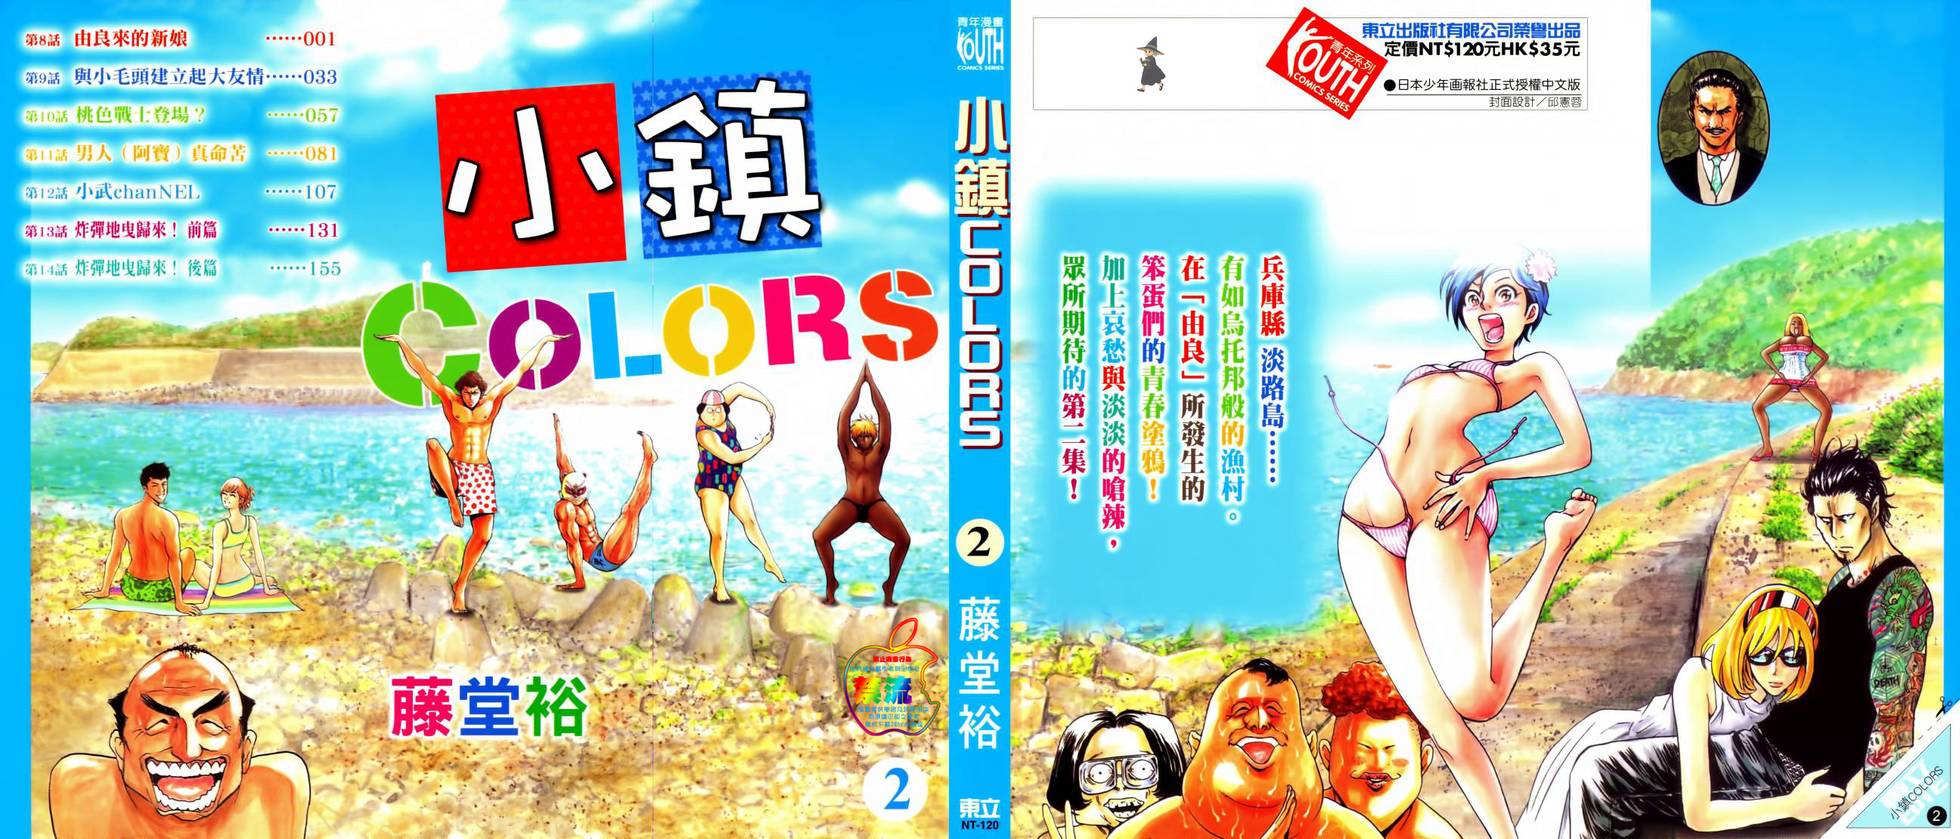 第8話 由良來的新娘 ……001
第9話 與小毛頭建立起大友情……033
第10話 桃色戰士登場？ ……057
第11話 男人（阿寶）真命苦 ……081
第12話 小武chanNEL ……107
第13話 炸彈地曳歸來！前篇 ……131
第14話 炸彈地曳歸來！後篇 ……155
小鎮
COLORS
藤堂裕
2
青年漫畫
YOUTH
COMICS SERIES
小鎮COLORS
2
藤堂裕
東立
NT-120
青年系列
YOUTH
COMICS SERIES
東立出版社有限公司榮譽出品
定價NT$120元HK$35元
●日本少年画報社正式授權中文版
封面設計／邱憲蓉
兵庫縣 淡路島……
有如烏托邦般的漁村。
在「由良」所發生的
笨蛋們的青春塗鴉！
加上哀愁與淡淡的嗆辣，
眾所期待的第二集！
DEATH
小鎮COLORS
2